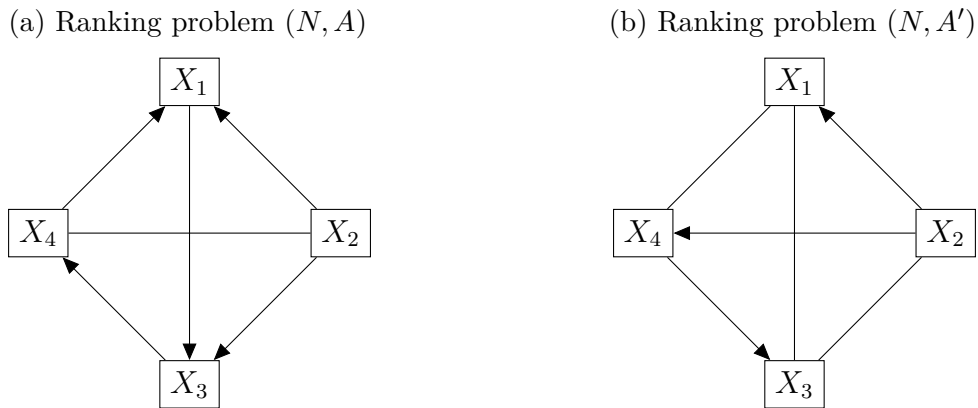 (a) Ranking problem (N, A)
(b) Ranking problem (N, A′)
X₁
X₁
X₄
X₂
X₄
X₂
X₃
X₃